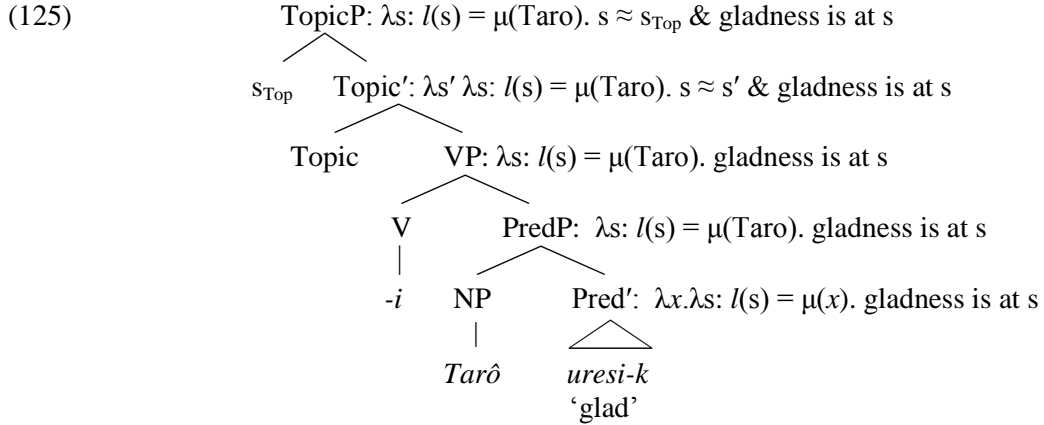 (125) TopicP: λs: l(s) = μ(Taro). s ≈ sTop & gladness is at s
sTop Topic′: λs′ λs: l(s) = μ(Taro). s ≈ s′ & gladness is at s
Topic VP: λs: l(s) = μ(Taro). gladness is at s
V PredP: λs: l(s) = μ(Taro). gladness is at s
-i NP Pred′: λx.λs: l(s) = μ(x). gladness is at s
Tarô uresi-k
‘glad’